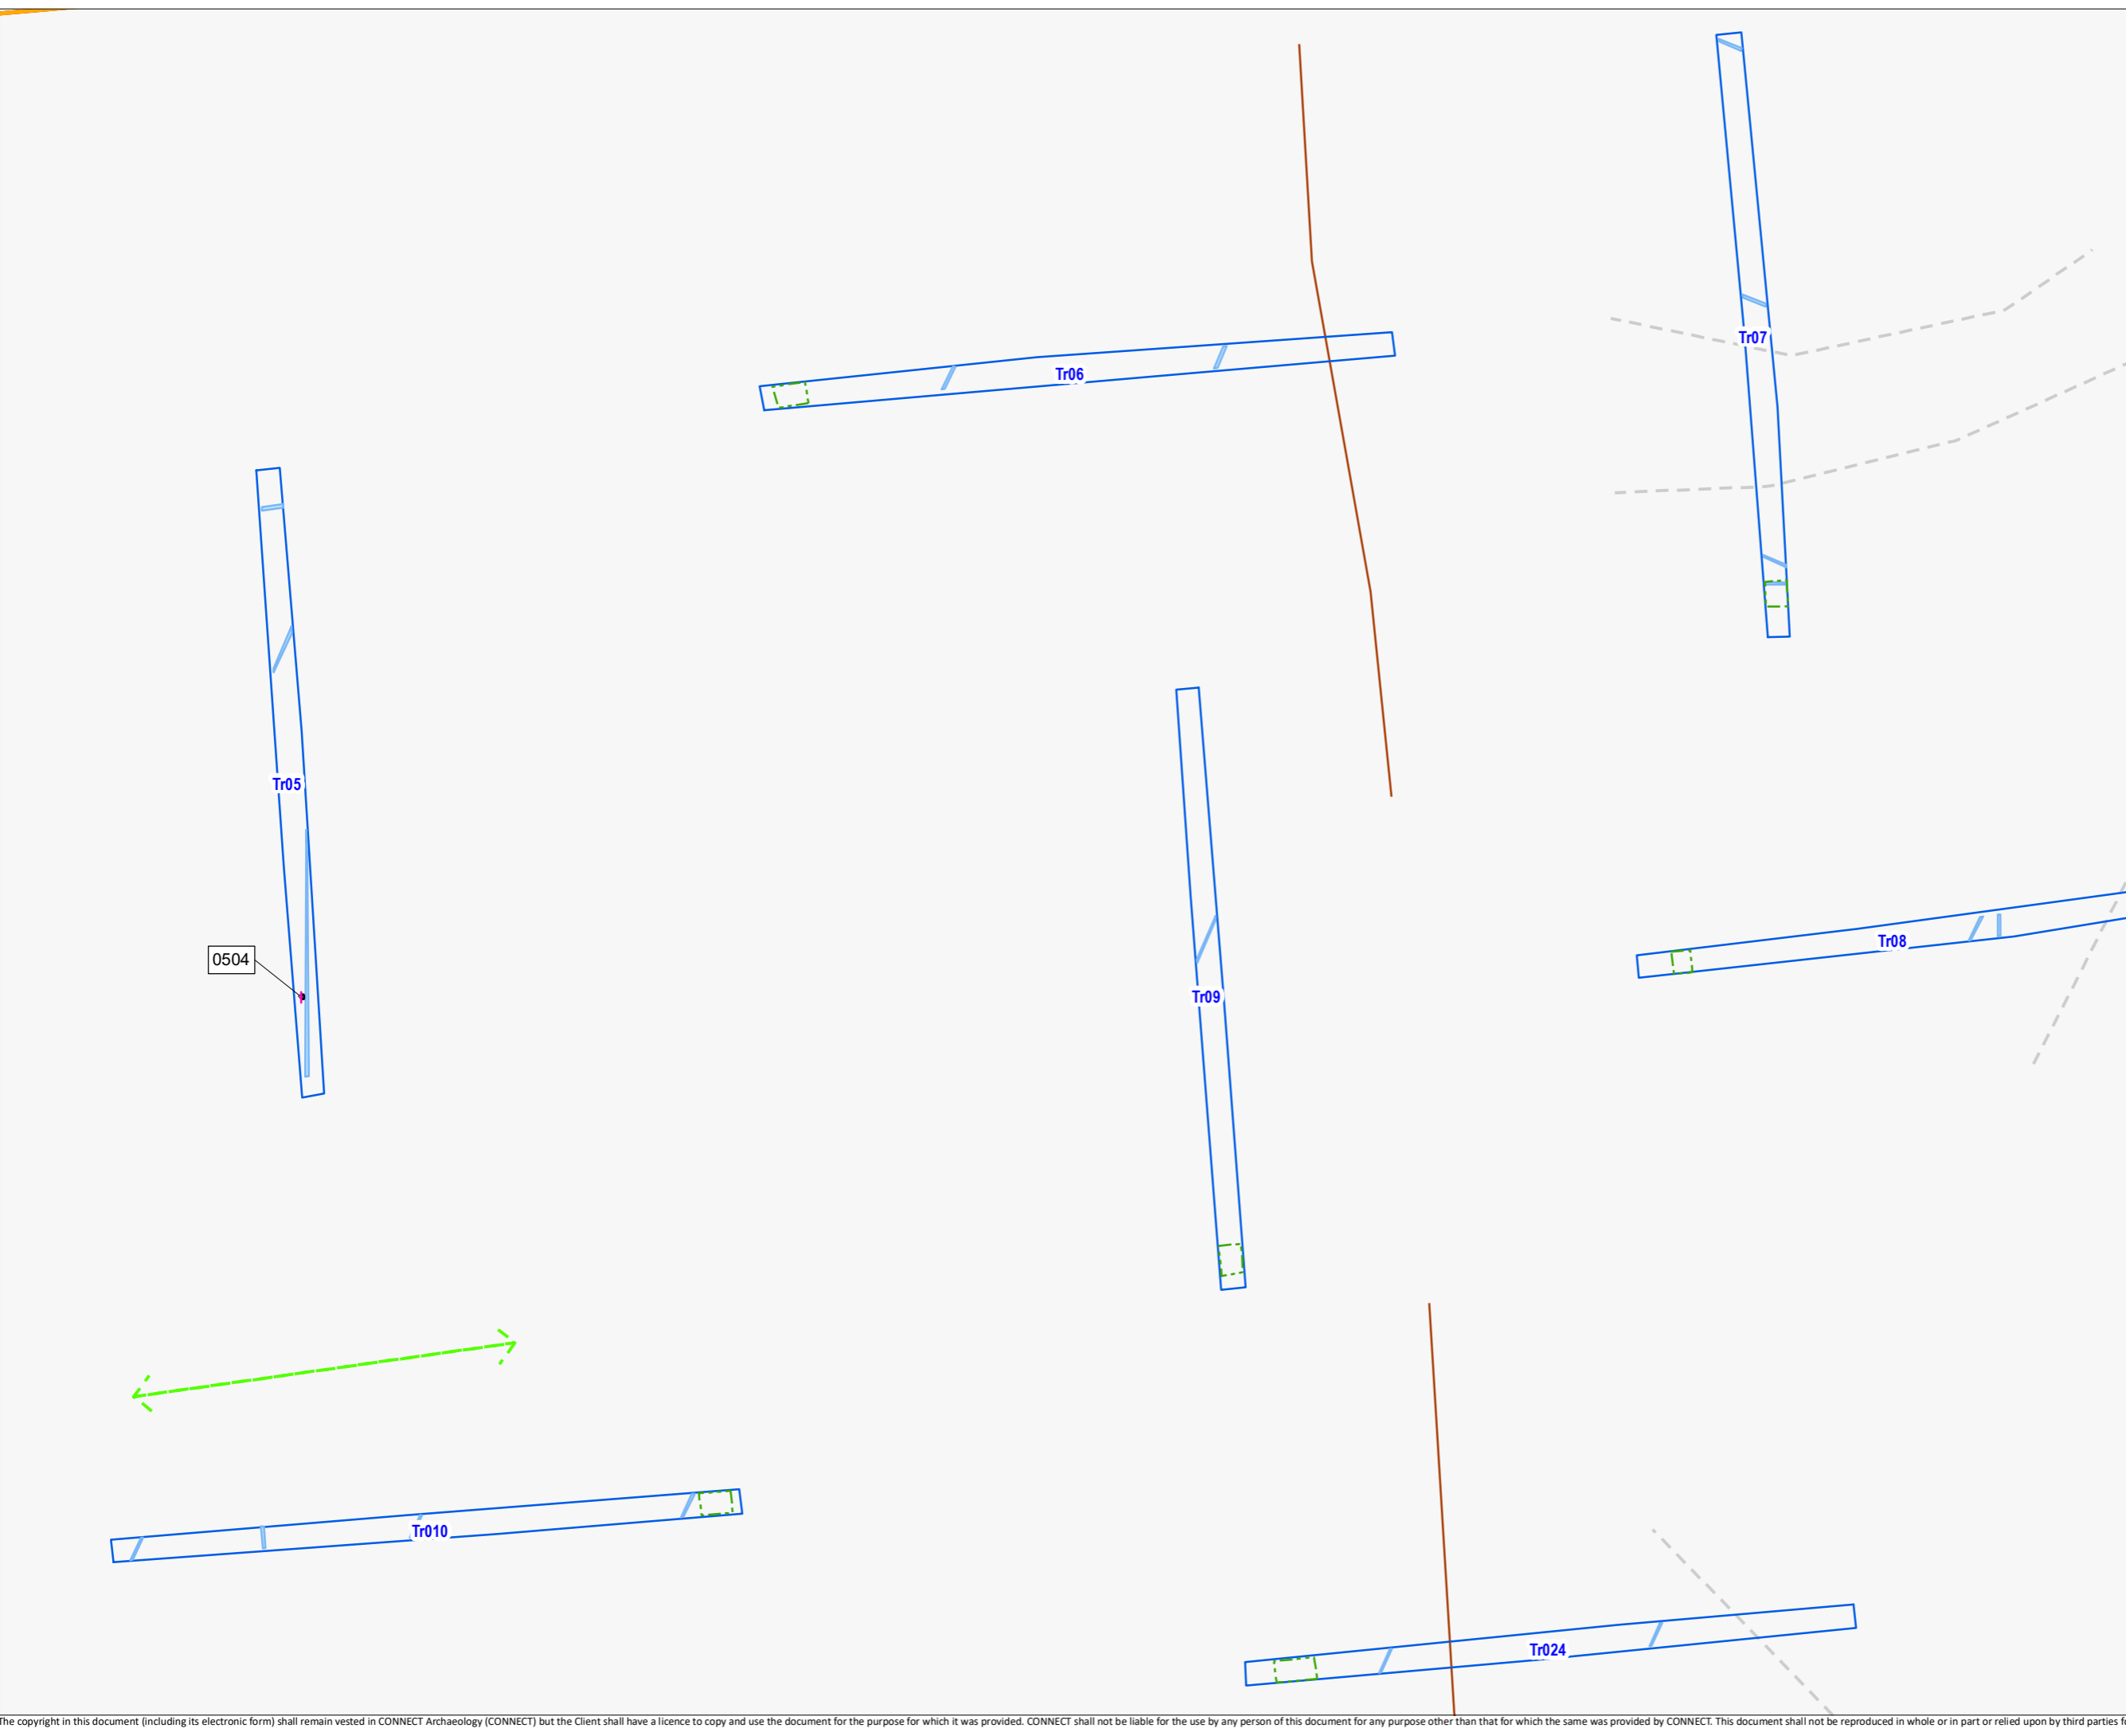 Tr07
Tr06
Tr05
Tr08
0504
Tr09
Tr010
Tr024
The copyright in this document (including its electronic form) shall remain vested in CONNECT Archaeology (CONNECT) but the Client shall have a licence to copy and use the document for the purpose for which it was provided. CONNECT shall not be liable for the use by any person of this document for any purpose other than that for which the same was provided by CONNECT. This document shall not be reproduced in whole or in part or relied upon by third parties